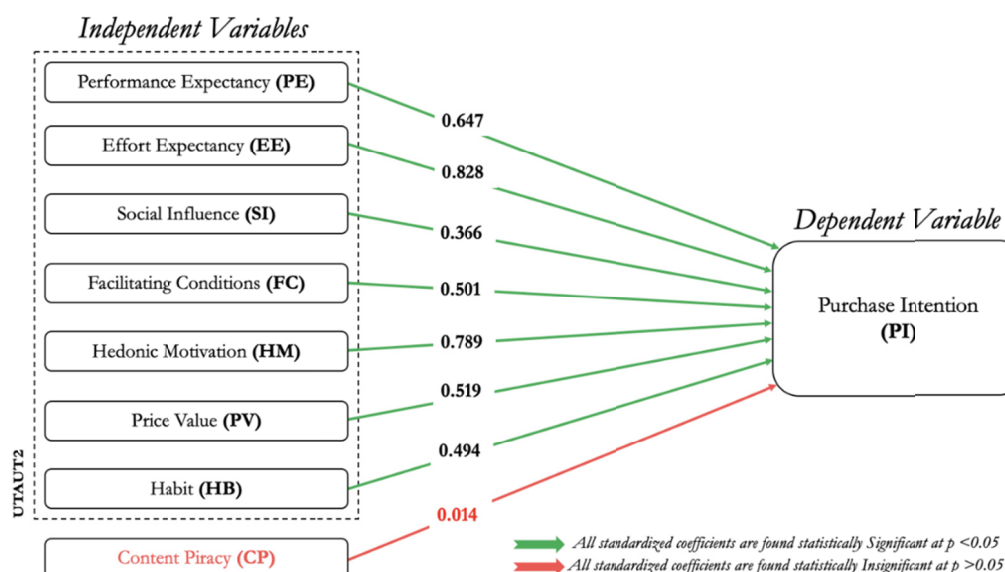 Independent Variables
Performance Expectancy (PE)
0.647
Effort Expectancy (EE)
0.828
Social Influence (SI)
0.366
Dependent Variable
Facilitating Conditions (FC)
0.501
Purchase Intention
(PI)
Hedonic Motivation (HM)
0.789
Price Value (PV)
0.519
Habit (HB)
0.494
UTAUT2
Content Piracy (CP)
0.014
All standardized coefficients are found statistically Significant at p <0.05
All standardized coefficients are found statistically Insignificant at p >0.05